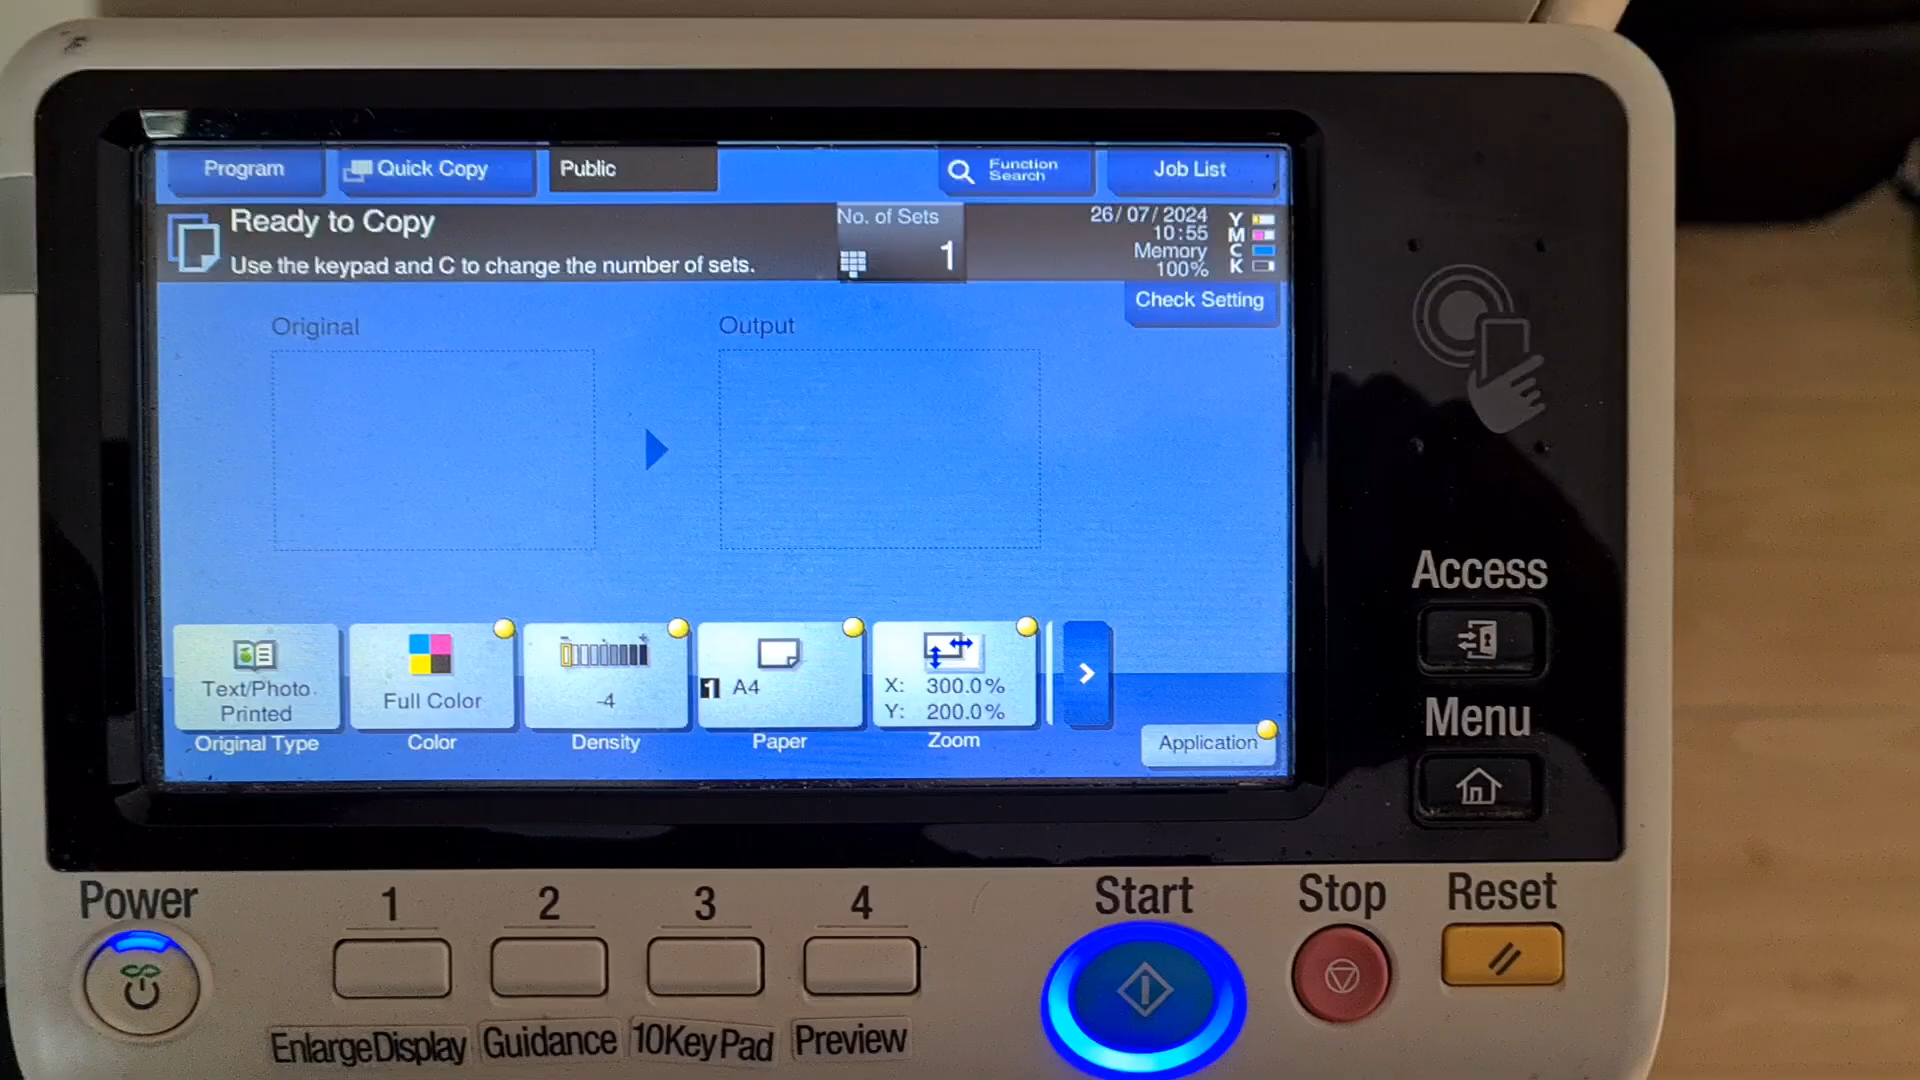 Program
Quick Copy
Public
Function Search
Job List
Ready to Copy
Use the keypad and C to change the number of sets.
No. of Sets
1
26/07/2024
10:55
Memory
100%
Y
M
C
K
Check Setting
Original
Output
Text/Photo
Printed
Original Type
Full Color
Color
-4
Density
1 A4
Paper
X: 300.0%
Y: 200.0%
Zoom
Application
Access
Menu
Power
1
2
3
4
Start
Stop
Reset
EnlargeDisplay
Guidance
10KeyPad
Preview